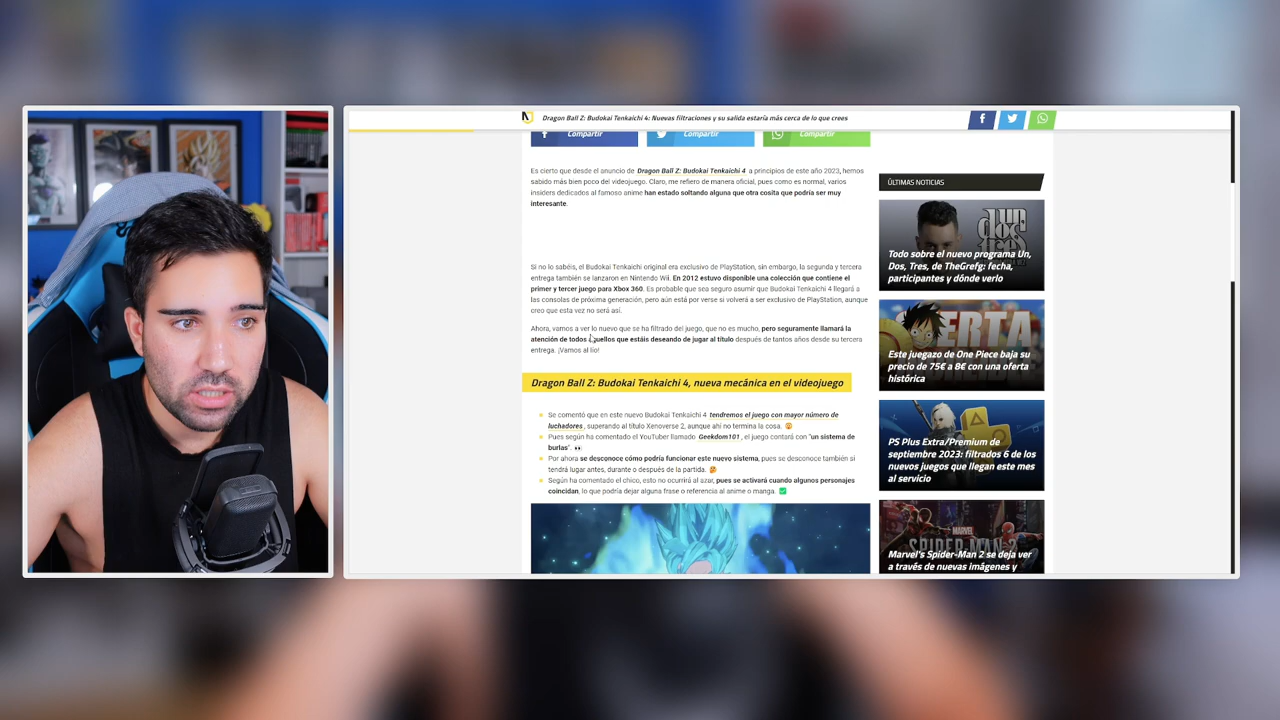 Dragon Ball Z: Budokai Tenkaichi 4: Nuevas filtraciones y su salida estaría más cerca de lo que crees
Compartir
Compartir
Compartir
Es cierto que desde el anuncio de Dragon Ball Z: Budokai Tenkaichi 4 a principios de este año 2023, hemos
sabido más bien poco del videojuego. Claro, me refiero de manera oficial, pues como es normal, varios
insiders dedicados al famoso anime han estado soltando alguna que otra cosita que podría ser muy
interesante.
Si no lo sabéis, el Budokai Tenkaichi original era exclusivo de PlayStation, sin embargo, la segunda y tercera
entrega también se lanzaron en Nintendo Wii. En 2012 estuvo disponible una colección que contiene el
primer y tercer juego para Xbox 360. Es probable que sea seguro asumir que Budokai Tenkaichi 4 llegará a
las consolas de próxima generación, pero aún está por verse si volverá a ser exclusivo de PlayStation, aunque
creo que esta vez no será así.
Ahora, vamos a ver lo nuevo que se ha filtrado del juego, que no es mucho, pero seguramente llamará la
atención de todos aquellos que estáis deseando de jugar al título después de tantos años desde su tercera
entrega. ¡Vamos al lío!
Dragon Ball Z: Budokai Tenkaichi 4, nueva mecánica en el videojuego
Se comentó que en este nuevo Budokai Tenkaichi 4 tendremos el juego con mayor número de
luchadores, superando al título Xenoverse 2, aunque ahí no termina la cosa.
Pues según ha comentado el YouTuber llamado Geekdom101, el juego contará con "un sistema de
burlas".
Por ahora se desconoce cómo podría funcionar este nuevo sistema, pues se desconoce también si
tendrá lugar antes, durante o después de la partida.
Según ha comentado el chico, esto no ocurrirá al azar, pues se activará cuando algunos personajes
coincidan, lo que podría dejar alguna frase o referencia al anime o manga.
ÚLTIMAS NOTICIAS
un
dos
tres
Todo sobre el nuevo programa Un,
Dos, Tres, de TheGrefg: fecha,
participantes y dónde verlo
ERTA
Este juegazo de One Piece baja su
precio de 75€ a 8€ con una oferta
histórica
PS Plus Extra/Premium de
septiembre 2023: filtrados 6 de los
nuevos juegos que llegan este mes
al servicio
MARVEL
SPIDER-MAN 2
Marvel's Spider-Man 2 se deja ver
a través de nuevas imágenes y